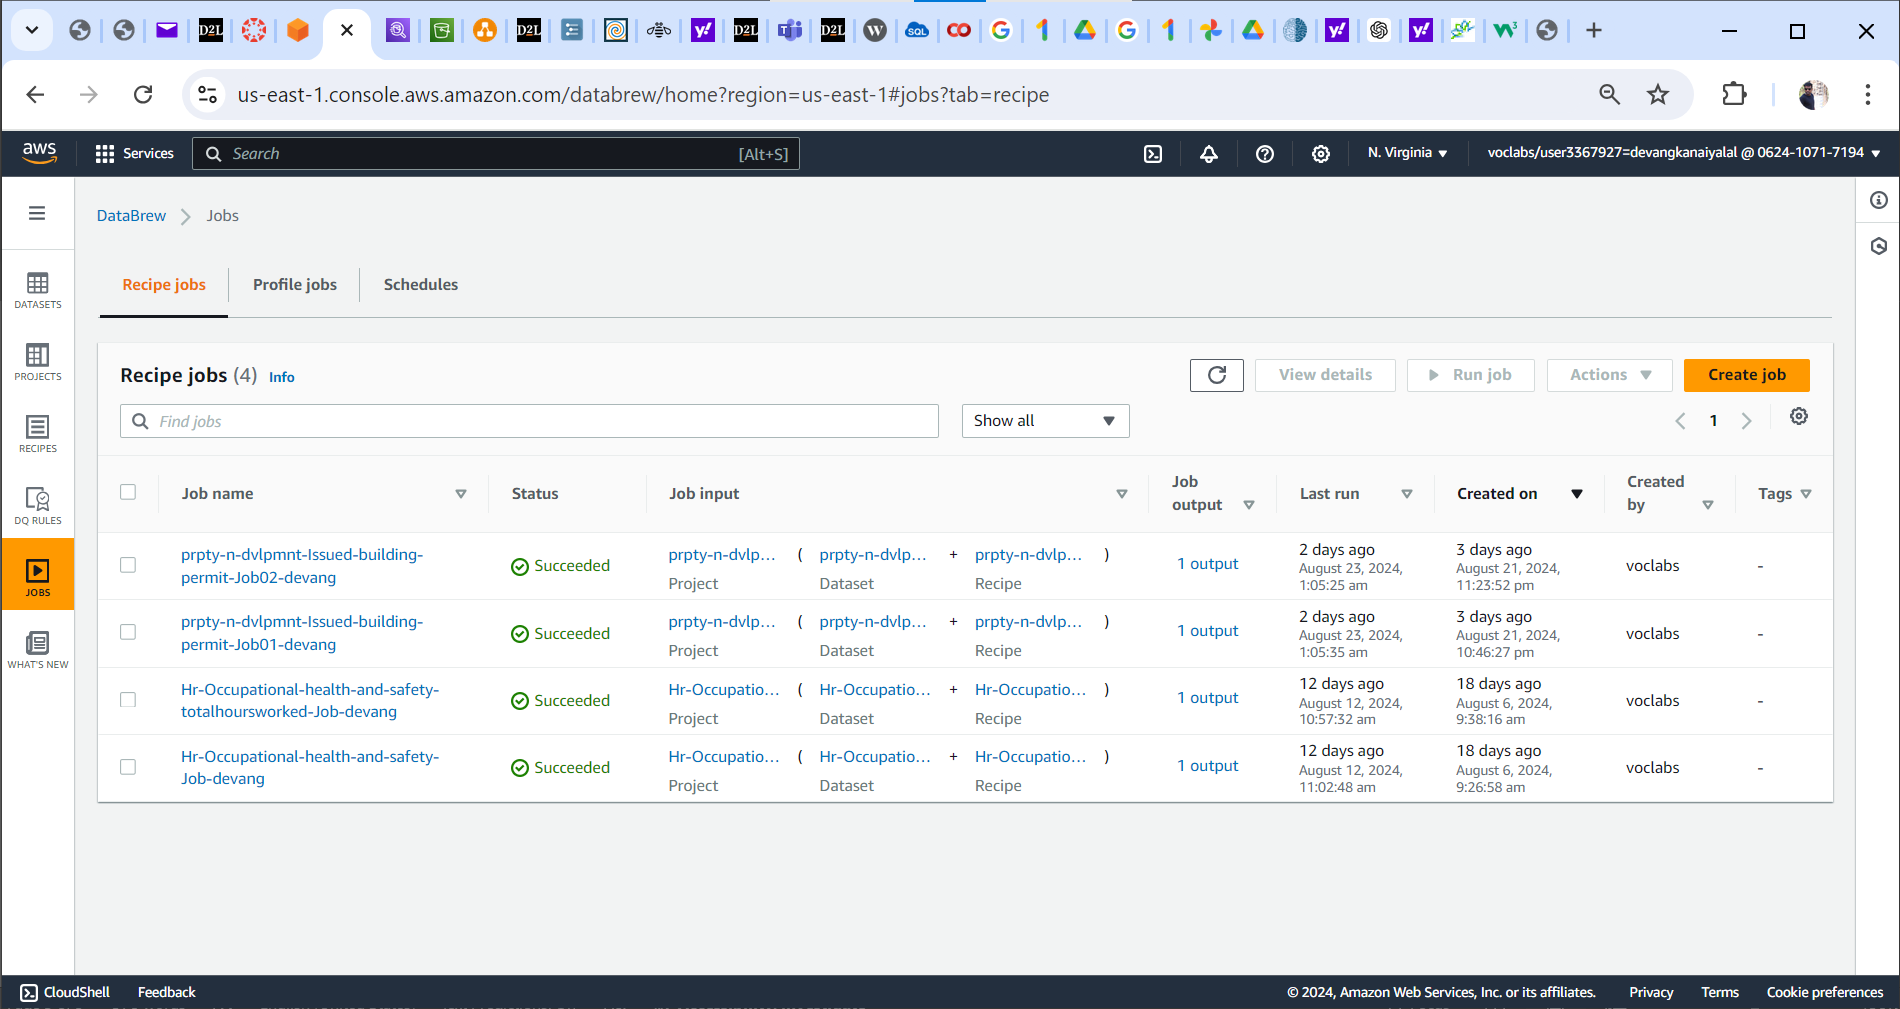 us-east-1.console.aws.amazon.com/databrew/home?region=us-east-1#jobs?tab=recipe
aws Services Search [Alt+S] N. Virginia voclabs/user3367927=devangkanaiyalal @ 0624-1071-7194
DataBrew Jobs
Recipe jobs Profile jobs Schedules
DATASETS
PROJECTS
RECIPES
DQ RULES
JOBS
WHAT'S NEW
Recipe jobs (4) Info View details Run job Actions Create job
Find jobs Show all 1
Job name Status Job input Job output Last run Created on Created by Tags
prpty-n-dvlpmnt-Issued-building- Succeeded prpty-n-dvlp... ( prpty-n-dvlp... + prpty-n-dvlp... ) 1 output 2 days ago 3 days ago voclabs -
permit-Job02-devang Project Dataset Recipe August 23, 2024, August 21, 2024,
1:05:25 am 11:23:52 pm
prpty-n-dvlpmnt-Issued-building- Succeeded prpty-n-dvlp... ( prpty-n-dvlp... + prpty-n-dvlp... ) 1 output 2 days ago 3 days ago voclabs -
permit-Job01-devang Project Dataset Recipe August 23, 2024, August 21, 2024,
1:05:35 am 10:46:27 pm
Hr-Occupational-health-and-safety- Succeeded Hr-Occupatio... ( Hr-Occupatio... + Hr-Occupatio... ) 1 output 12 days ago 18 days ago voclabs -
totalhoursworked-Job-devang Project Dataset Recipe August 12, 2024, August 6, 2024,
10:57:32 am 9:38:16 am
Hr-Occupational-health-and-safety- Succeeded Hr-Occupatio... ( Hr-Occupatio... + Hr-Occupatio... ) 1 output 12 days ago 18 days ago voclabs -
Job-devang Project Dataset Recipe August 12, 2024, August 6, 2024,
11:02:48 am 9:26:58 am
CloudShell Feedback © 2024, Amazon Web Services, Inc. or its affiliates. Privacy Terms Cookie preferences